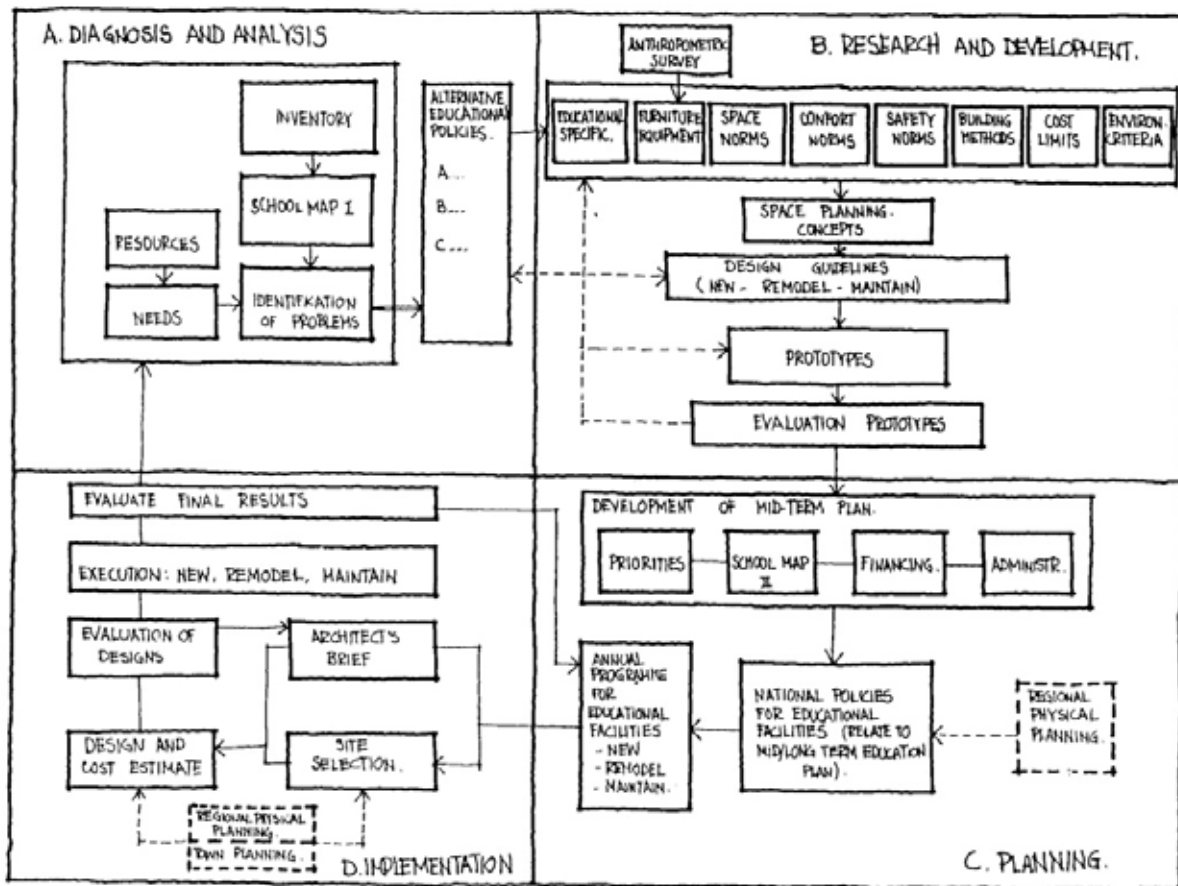 A. DIAGNOSIS AND ANALYSIS
INVENTORY
SCHOOL MAP I
RESOURCES
NEEDS
IDENTIFIKATION
OF PROBLEMS
ALTERNATIVE
EDUCATIONAL
POLICIES.
A...
B...
C....
B. RESEARCH AND DEVELOPMENT.
ANTHROPOMETRIC
SURVEY
EDUCATIONAL
SPECIFIC.
FURNITURE
EQUIPMENT
SPACE
NORMS
CONFORT
NORMS
SAFETY
NORMS
BUILDING
METHODS
COST
LIMITS
ENVIRON.
CRITERIA
SPACE PLANNING.
CONCEPTS
DESIGN GUIDELINES
(NEW - REMODEL - MAINTAIN)
PROTOTYPES
EVALUATION PROTOTYPES
EVALUATE FINAL RESULTS
EXECUTION: NEW, REMODEL, MAINTAIN
EVALUATION OF
DESIGNS
ARCHITECTS
BRIEF
DESIGN AND
COST ESTIMATE
SITE
SELECTION.
REGIONAL PHYSICAL
PLANNING.
TOWN PLANNING.
D. IMPLEMENTATION
DEVELOPMENT OF MID-TERM PLAN.
PRIORITIES
SCHOOL MAP
II
FINANCING.
ADMINISTR.
ANNUAL
PROGRAMME
FOR
EDUCATIONAL
FACILITIES
- NEW
- REMODEL
- MAINTAIN.
NATIONAL POLICIES
FOR EDUCATIONAL
FACILITIES (RELATE TO
MID/LONG TERM EDUCATION
PLAN).
REGIONAL
PHYSICAL
PLANNING.
C. PLANNING.